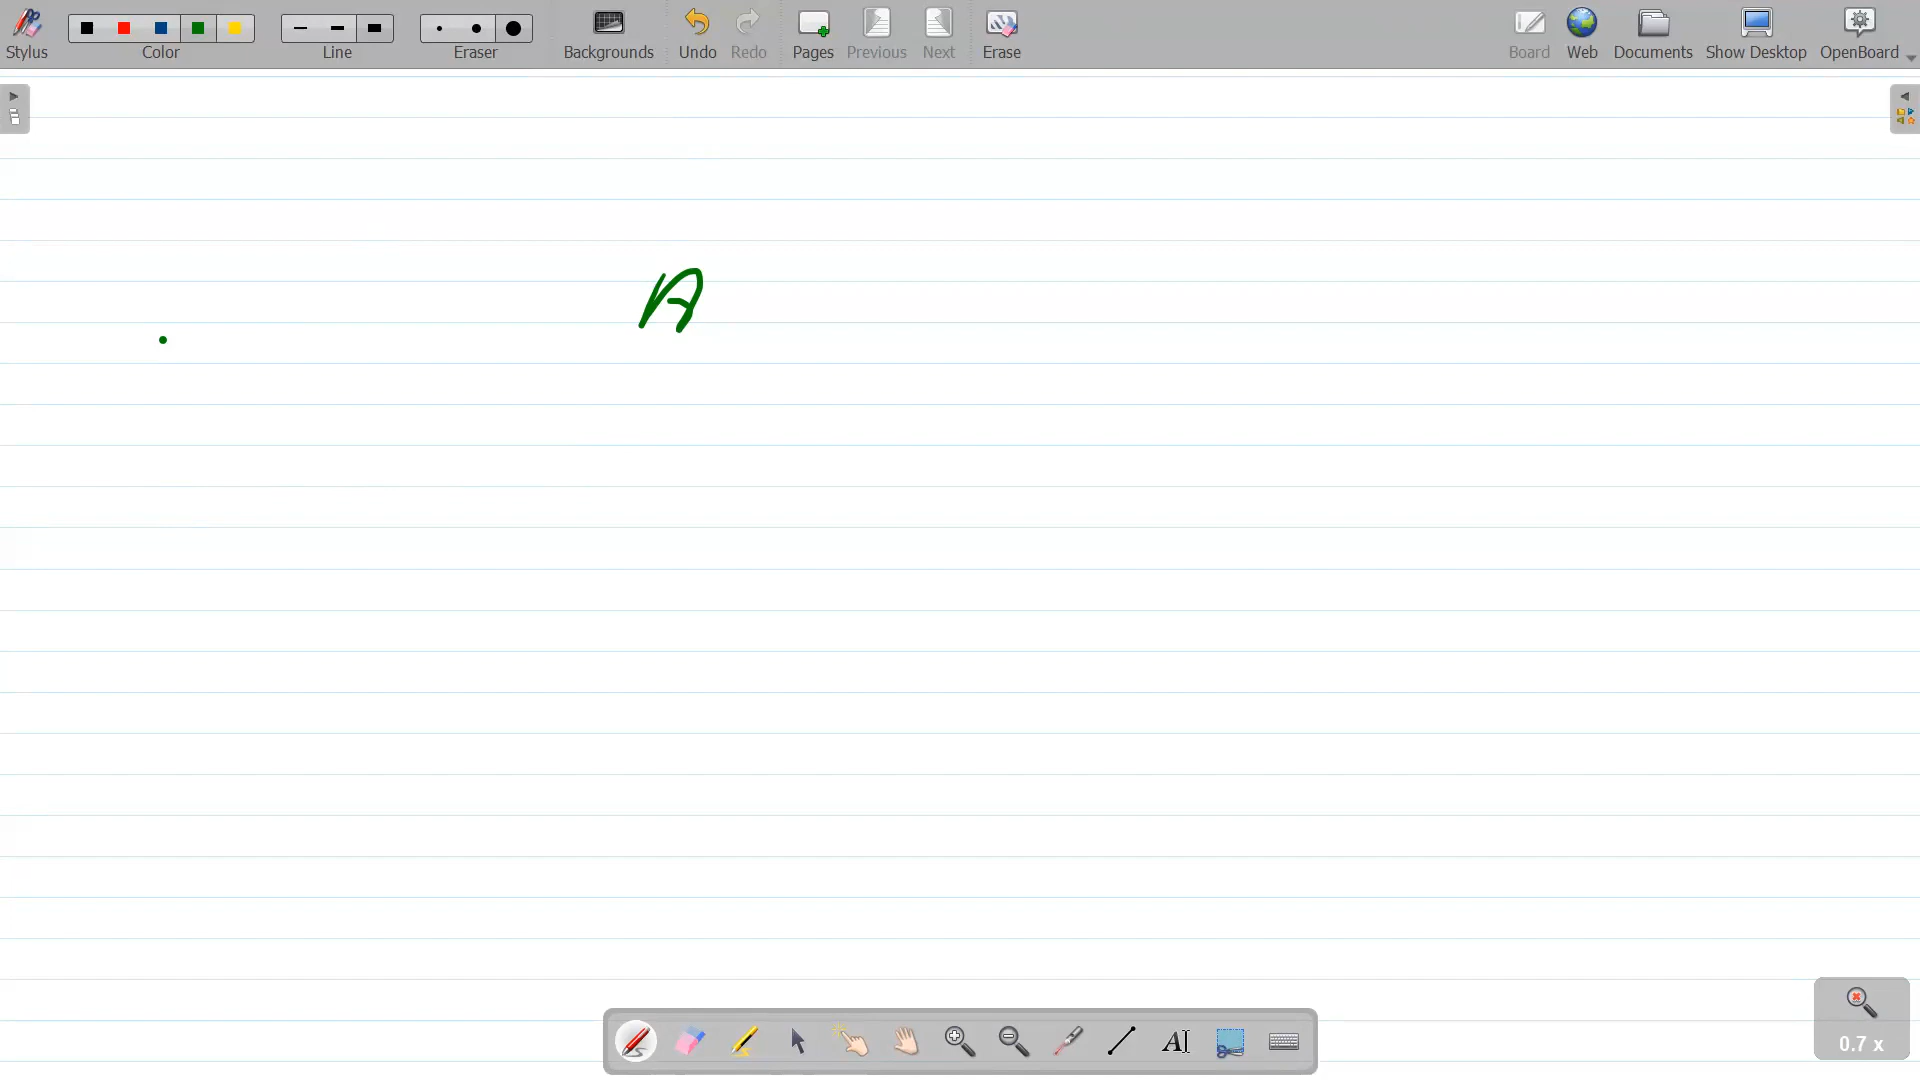 Stylus Color Line Eraser Backgrounds Undo Redo Pages Previous Next Erase Board Web Documents Show Desktop OpenBoard
A
A
0.7 x